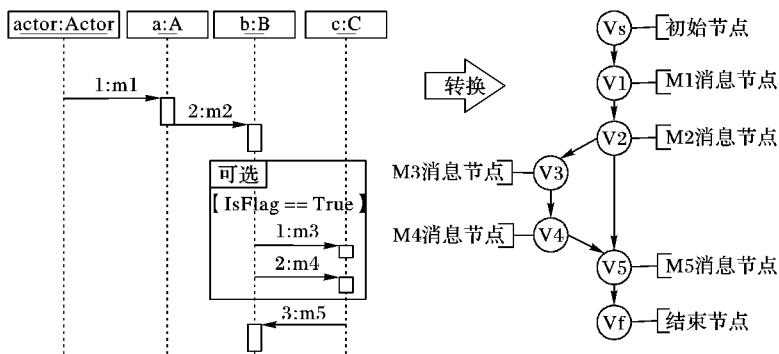 actor:Actor
a:A
b:B
c:C
1:m1
2:m2
可选
【IsFlag == True】
1:m3
2:m4
3:m5
转换
Vs
初始节点
V1
M1消息节点
V2
M2消息节点
M3消息节点
V3
M4消息节点
V4
V5
M5消息节点
Vf
结束节点